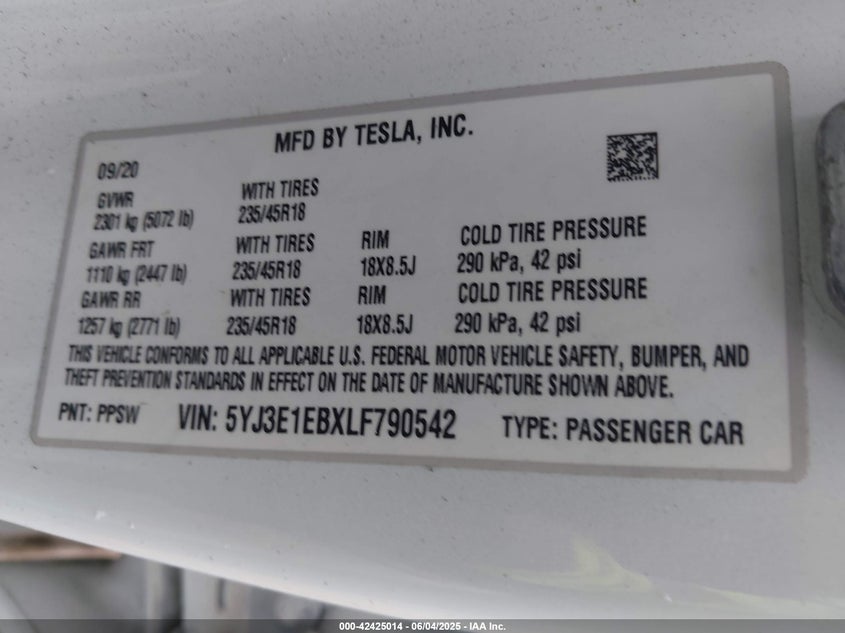 MFD BY TESLA, INC.
09/20
GVWR WITH TIRES
2301 kg (5072 lb) 235/45R18
GAWR FRT WITH TIRES RIM COLD TIRE PRESSURE
1110 kg (2447 lb) 235/45R18 18X8.5J 290 kPa, 42 psi
GAWR RR WITH TIRES RIM COLD TIRE PRESSURE
1257 kg (2771 lb) 235/45R18 18X8.5J 290 kPa, 42 psi
THIS VEHICLE CONFORMS TO ALL APPLICABLE U.S. FEDERAL MOTOR VEHICLE SAFETY, BUMPER, AND
THEFT PREVENTION STANDARDS IN EFFECT ON THE DATE OF MANUFACTURE SHOWN ABOVE.
PNT: PPSW VIN: 5YJ3E1EBXLF790542 TYPE: PASSENGER CAR
000-42425014 - 06/04/2025 - IAA Inc.